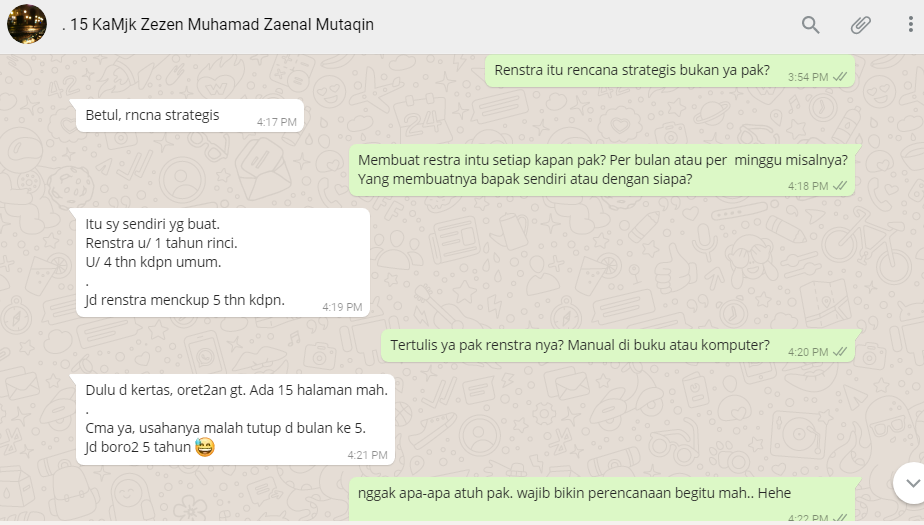 . 15 KaMjk Zezen Muhamad Zaenal Mutaqin
Renstra itu rencana strategis bukan ya pak?
3:54 PM
Betul, rncna strategis
4:17 PM
Membuat restra intu setiap kapan pak? Per bulan atau per  minggu misalnya?
Yang membuatnya bapak sendiri atau dengan siapa?
4:18 PM
Itu sy sendiri yg buat.
Renstra u/ 1 tahun rinci.
U/ 4 thn kdpn umum.
.
Jd renstra menckup 5 thn kdpn.
4:19 PM
Tertulis ya pak renstra nya? Manual di buku atau komputer?
4:20 PM
Dulu d kertas, oret2an gt. Ada 15 halaman mah.
.
Cma ya, usahanya malah tutup d bulan ke 5.
Jd boro2 5 tahun 😅
4:21 PM
nggak apa-apa atuh pak. wajib bikin perencanaan begitu mah.. Hehe
4:22 PM